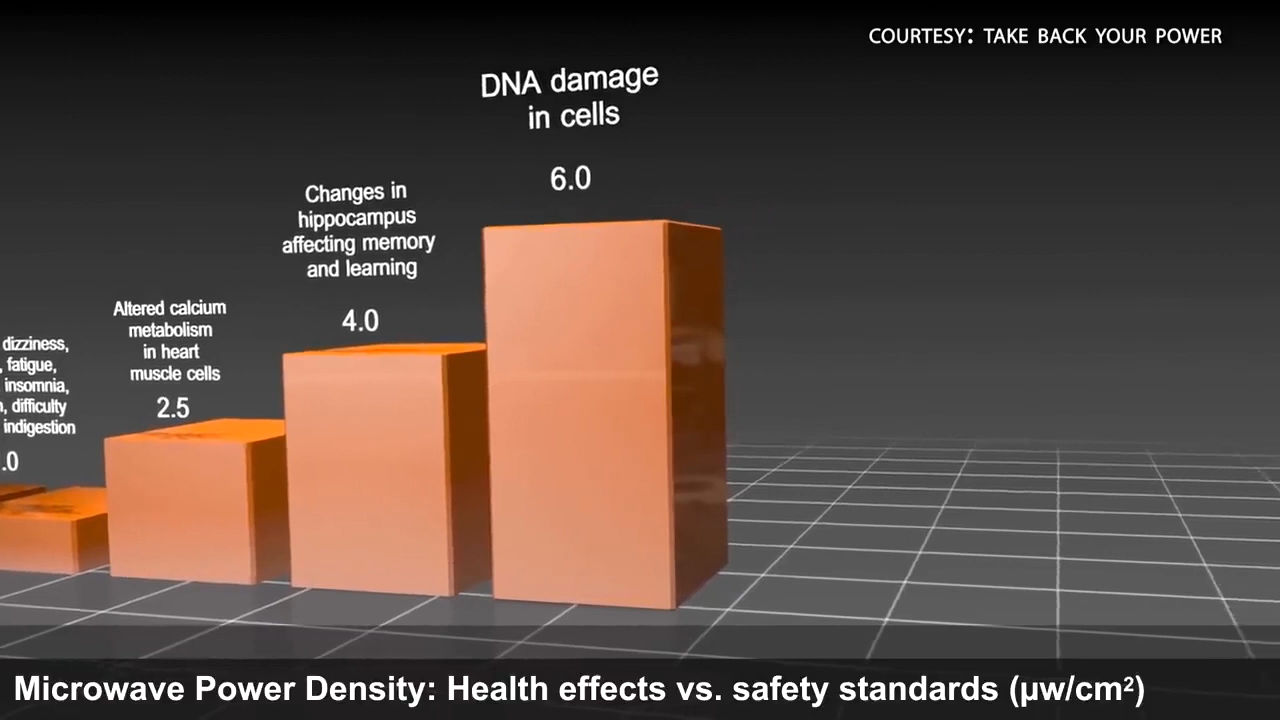 COURTESY: TAKE BACK YOUR POWER
DNA damage
in cells
6.0
Changes in
hippocampus
affecting memory
and learning
4.0
Altered calcium
metabolism
in heart
muscle cells
2.5
dizziness,
, fatigue,
insomnia,
, difficulty
indigestion
.0
Microwave Power Density: Health effects vs. safety standards (µw/cm²)